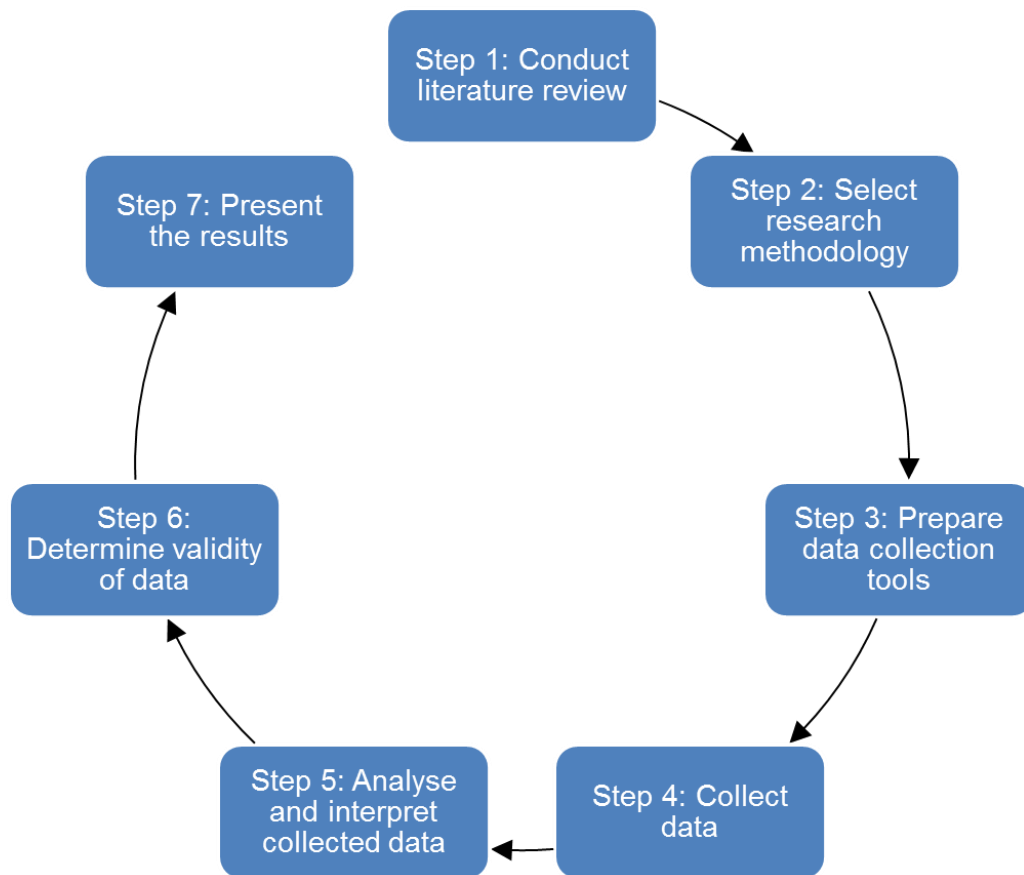 Step 1: Conduct
literature review
Step 2: Select
research
methodology
Step 3: Prepare
data collection
tools
Step 4: Collect
data
Step 5: Analyse
and interpret
collected data
Step 6:
Determine validity
of data
Step 7: Present
the results